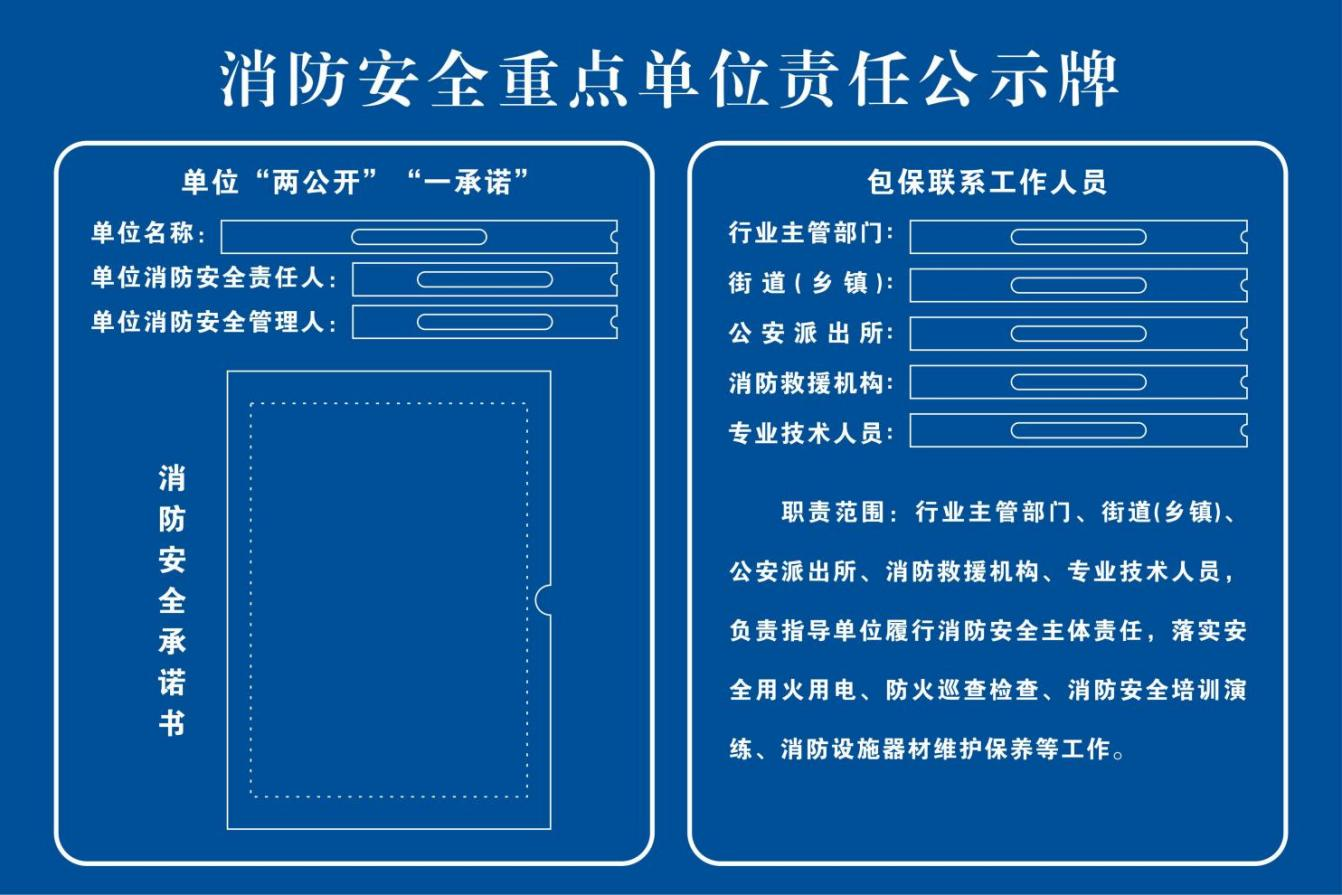 消防安全重点单位责任公示牌
单位“两公开” “一承诺”
单位名称：
单位消防安全责任人：
单位消防安全管理人：
消防安全承诺书
包保联系工作人员
行业主管部门：
街道(乡镇)：
公安派出所：
消防救援机构：
专业技术人员：
职责范围：行业主管部门、街道(乡镇)、
公安派出所、消防救援机构、专业技术人员，
负责指导单位履行消防安全主体责任，落实安
全用火用电、防火巡查检查、消防安全培训演
练、消防设施器材维护保养等工作。